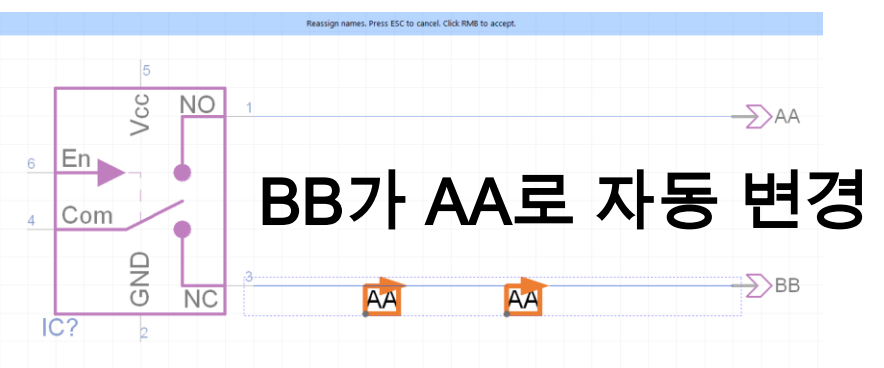 Reassign names. Press ESC to cancel. Click RMB to accept.
5
Vcc
NO
1
AA
6
En
BB가 AA로 자동 변경
4
Com
GND
3
BB
AA
AA
NC
IC?
2